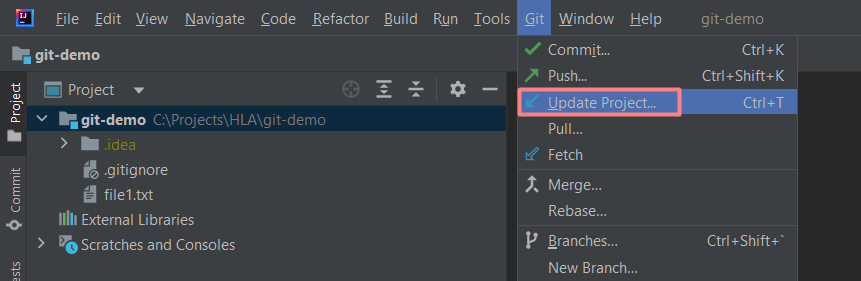 IJ File Edit View Navigate Code Refactor Build Run Tools Git Window Help git-demo
git-demo
Project
Project
git-demo C:\Projects\HLA\git-demo
.idea
.gitignore
file1.txt
External Libraries
Scratches and Consoles
Commit
Commit... Ctrl+K
Push... Ctrl+Shift+K
Update Project... Ctrl+T
Pull...
Fetch
Merge...
Rebase...
Branches... Ctrl+Shift+`
New Branch...